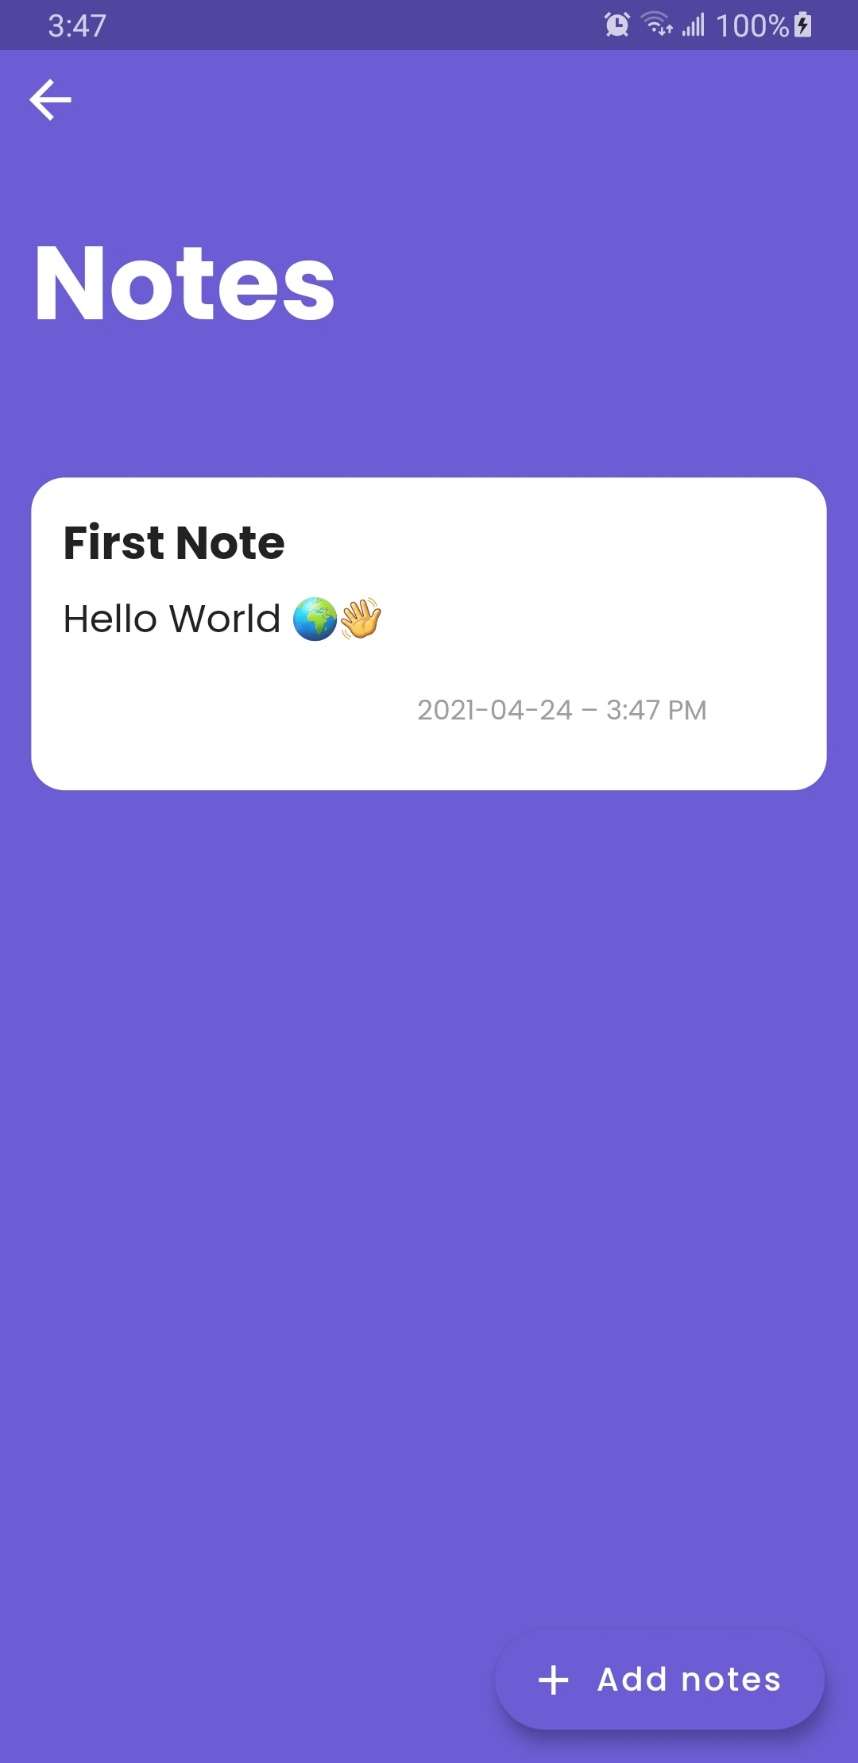 3:47 100%
Notes
First Note
Hello World 🌍👋
2021-04-24 – 3:47 PM
+ Add notes